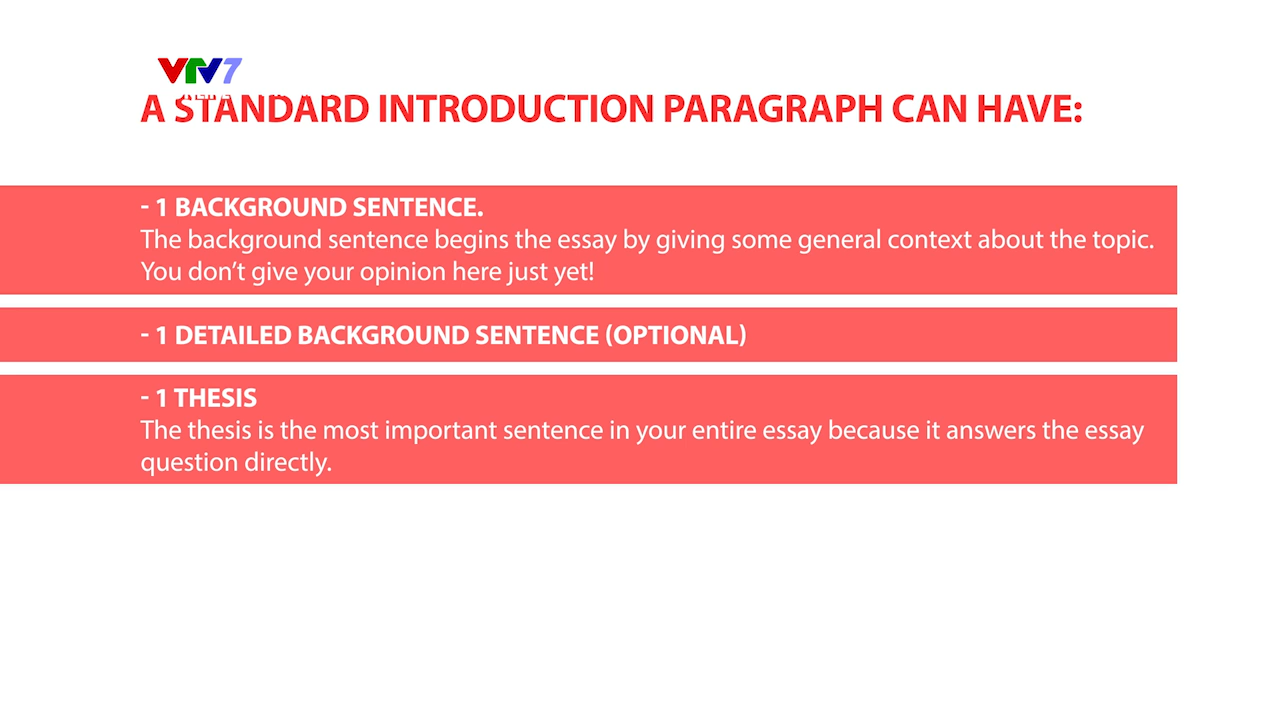 VTV7
A STANDARD INTRODUCTION PARAGRAPH CAN HAVE:
- 1 BACKGROUND SENTENCE.
The background sentence begins the essay by giving some general context about the topic.
You don’t give your opinion here just yet!
- 1 DETAILED BACKGROUND SENTENCE (OPTIONAL)
- 1 THESIS
The thesis is the most important sentence in your entire essay because it answers the essay
question directly.